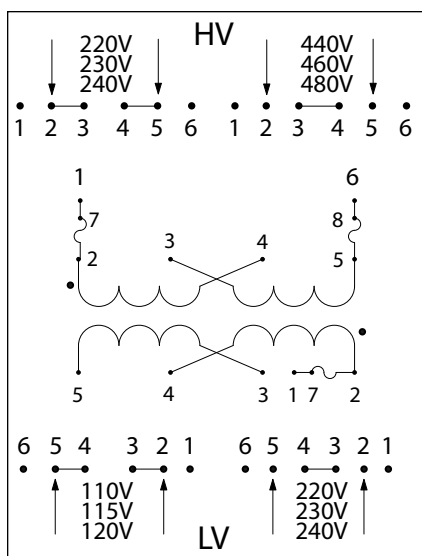 HV
220V 440V
230V 460V
240V 480V
1 2 3 4 5 6 1 2 3 4 5 6
1 6
7 8
3 4
2 5
5 4 3 1 7 2
6 5 4 3 2 1 6 5 4 3 2 1
110V 220V
115V 230V
120V 240V
LV